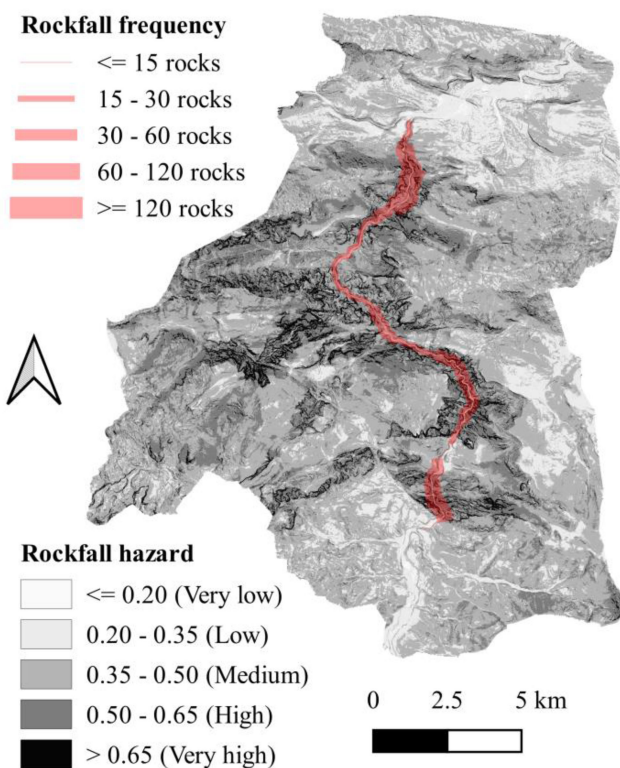 Rockfall frequency
<= 15 rocks
15 - 30 rocks
30 - 60 rocks
60 - 120 rocks
>= 120 rocks
Rockfall hazard
<= 0.20 (Very low)
0.20 - 0.35 (Low)
0.35 - 0.50 (Medium)
0.50 - 0.65 (High)
> 0.65 (Very high)
0 2.5 5 km